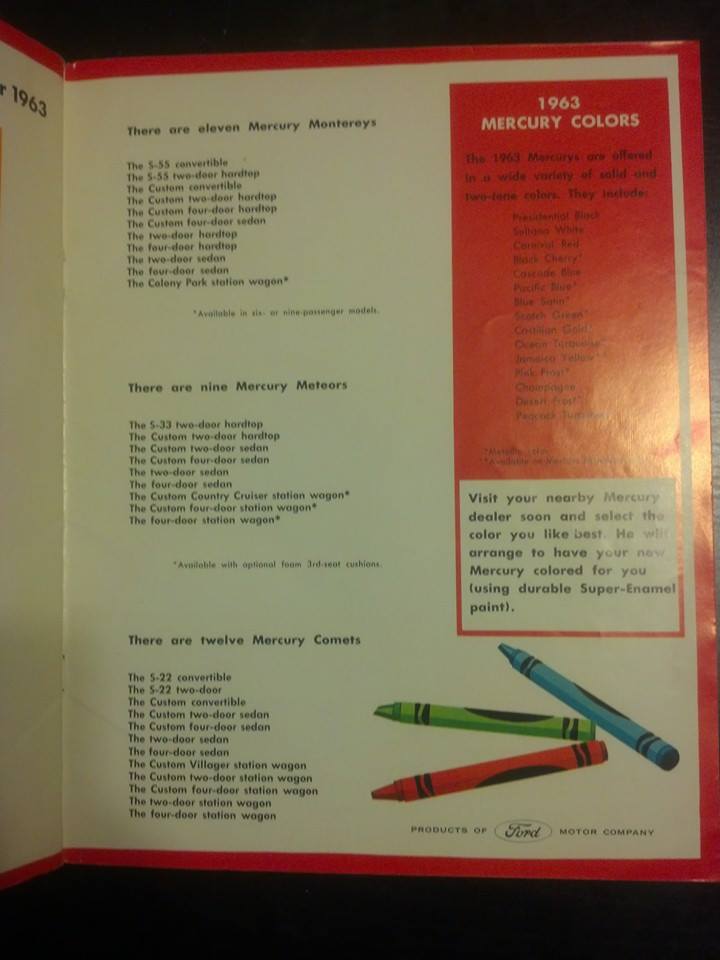 r 1963
There are eleven Mercury Montereys
The S-55 convertible
The S-55 two-door hardtop
The Custom convertible
The Custom two-door hardtop
The Custom four-door hardtop
The Custom four-door sedan
The two-door hardtop
The four-door hardtop
The two-door sedan
The four-door sedan
The Colony Park station wagon*
*Available in six- or nine-passenger models.
There are nine Mercury Meteors
The S-33 two-door hardtop
The Custom two-door hardtop
The Custom two-door sedan
The Custom four-door sedan
The two-door sedan
The four-door sedan
The Custom Country Cruiser station wagon*
The Custom four-door station wagon*
The four-door station wagon*
*Available with optional foam 3rd-seat cushions.
There are twelve Mercury Comets
The S-22 convertible
The S-22 two-door
The Custom convertible
The Custom two-door sedan
The Custom four-door sedan
The two-door sedan
The four-door sedan
The Custom Villager station wagon
The Custom two-door station wagon
The Custom four-door station wagon
The two-door station wagon
The four-door station wagon
1963
MERCURY COLORS
The 1963 Mercurys are offered
in a wide variety of solid and
two-tone colors. They include:
Presidential Black
Sultana White
Carnival Red
Black Cherry*
Cascade Blue
Pacific Blue*
Blue Satin*
Scotch Green*
Castilian Gold*
Ocean Turquoise*
Jamaica Yellow**
Pink Frost*
Champagne
Desert Frost*
Peacock
*Metallic
**Available on
Visit your nearby Mercury
dealer soon and select the
color you like best. He will
arrange to have your new
Mercury colored for you
(using durable Super-Enamel
paint).
PRODUCTS OF Ford MOTOR COMPANY